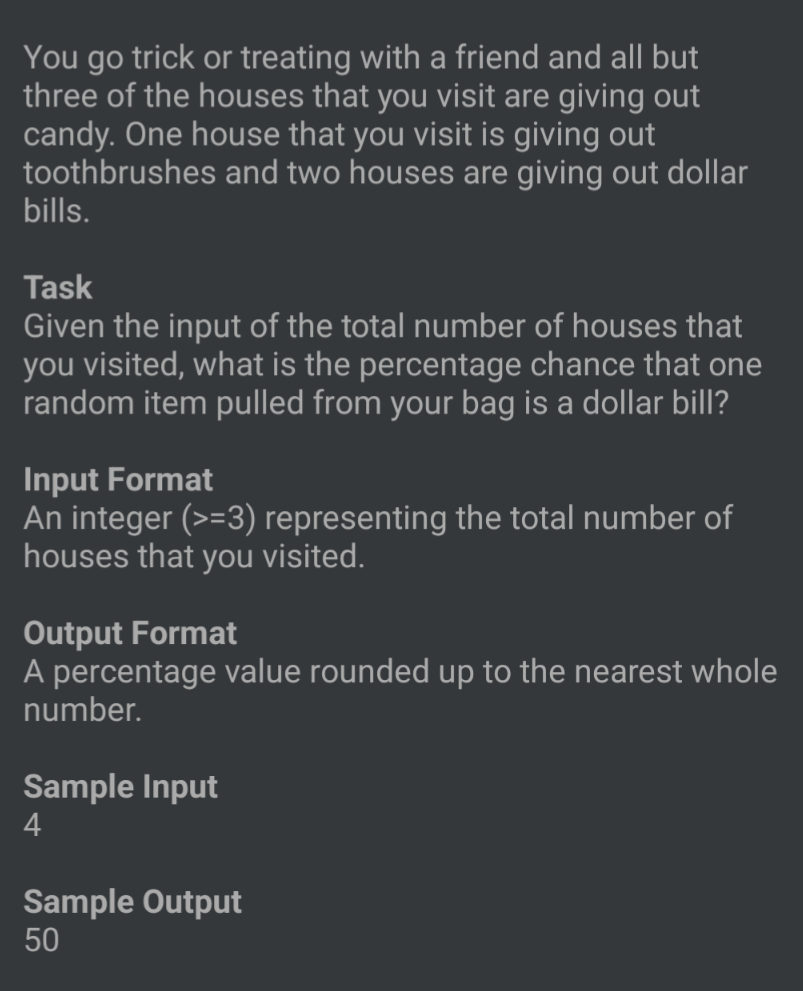 You go trick or treating with a friend and all but
three of the houses that you visit are giving out
candy. One house that you visit is giving out
toothbrushes and two houses are giving out dollar
bills.
Task
Given the input of the total number of houses that
you visited, what is the percentage chance that one
random item pulled from your bag is a dollar bill?
Input Format
An integer (>=3) representing the total number of
houses that you visited.
Output Format
A percentage value rounded up to the nearest whole
number.
Sample Input
4
Sample Output
50